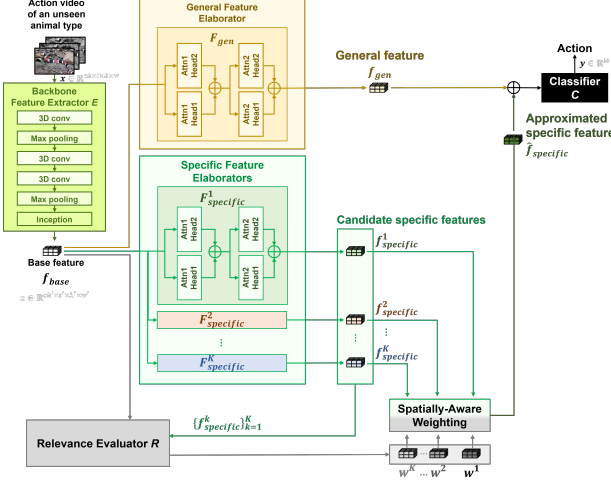 Action video
of an unseen
animal type
Backbone
Feature Extractor E
3D conv
Max pooling
3D conv
3D conv
Max pooling
Inception
Base feature
f_base
General Feature
Elaborator
F_gen
Attn1 Head2
Attn2 Head2
Attn1 Head1
Attn2 Head1
General feature
f_gen
Action
Classifier
C
Approximated
specific feature
f̂_specific
Specific Feature
Elaborators
F^1_specific
Attn1 Head2
Attn2 Head2
Attn1 Head1
Attn2 Head1
F^2_specific
⋮
F^K_specific
Candidate specific features
f^1_specific
f^2_specific
⋮
f^K_specific
{f^k_specific}^K_k=1
Spatially-Aware
Weighting
Relevance Evaluator R
w^K ... w^2 w^1